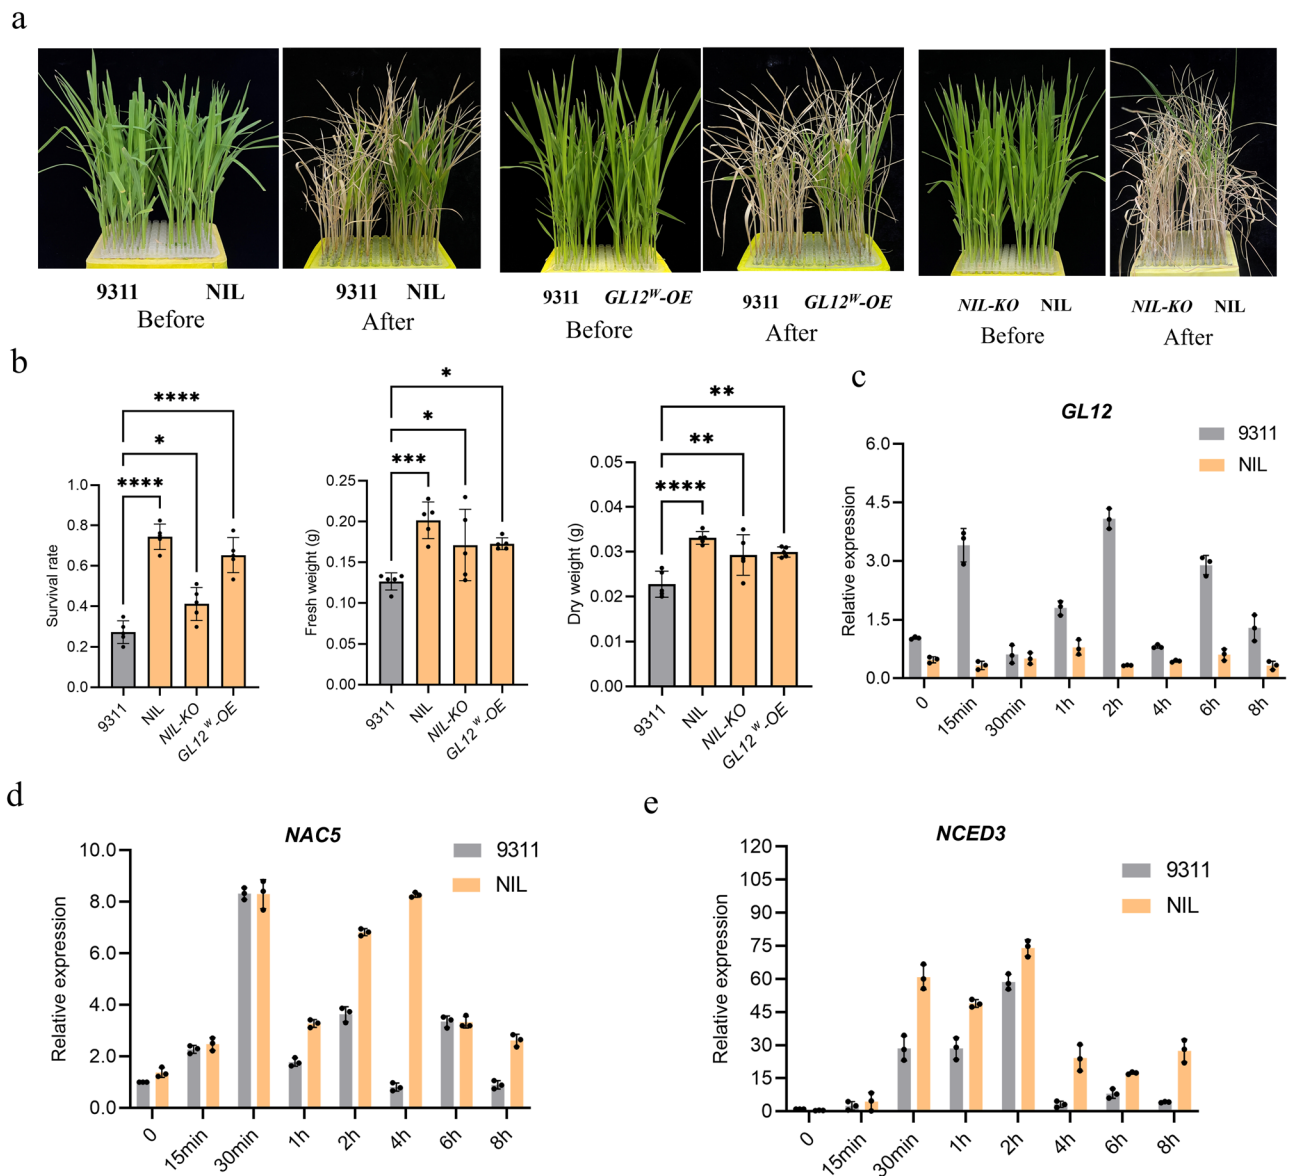 a
9311 NIL
Before
9311 NIL
After
9311 GL12ᵂ-OE
Before
9311 GL12ᵂ-OE
After
NIL-KO NIL
Before
NIL-KO NIL
After
b
Survival rate
1.0
0.8
0.6
0.4
0.2
0.0
****
*
****
9311
NIL
NIL-KO
GL12ᵂ-OE
Fresh weight (g)
0.25
0.20
0.15
0.10
0.05
0.00
*
*
***
9311
NIL
NIL-KO
GL12ᵂ-OE
Dry weight (g)
0.05
0.04
0.03
0.02
0.01
0.00
**
**
****
9311
NIL
NIL-KO
GL12ᵂ-OE
c
GL12
9311
NIL
Relative expression
6.0
4.5
3.0
1.5
0.0
0
15min
30min
1h
2h
4h
6h
8h
d
NAC5
9311
NIL
Relative expression
10.0
8.0
6.0
4.0
2.0
0.0
0
15min
30min
1h
2h
4h
6h
8h
e
NCED3
9311
NIL
Relative expression
120
105
90
75
60
45
30
15
0
0
15min
30min
1h
2h
4h
6h
8h